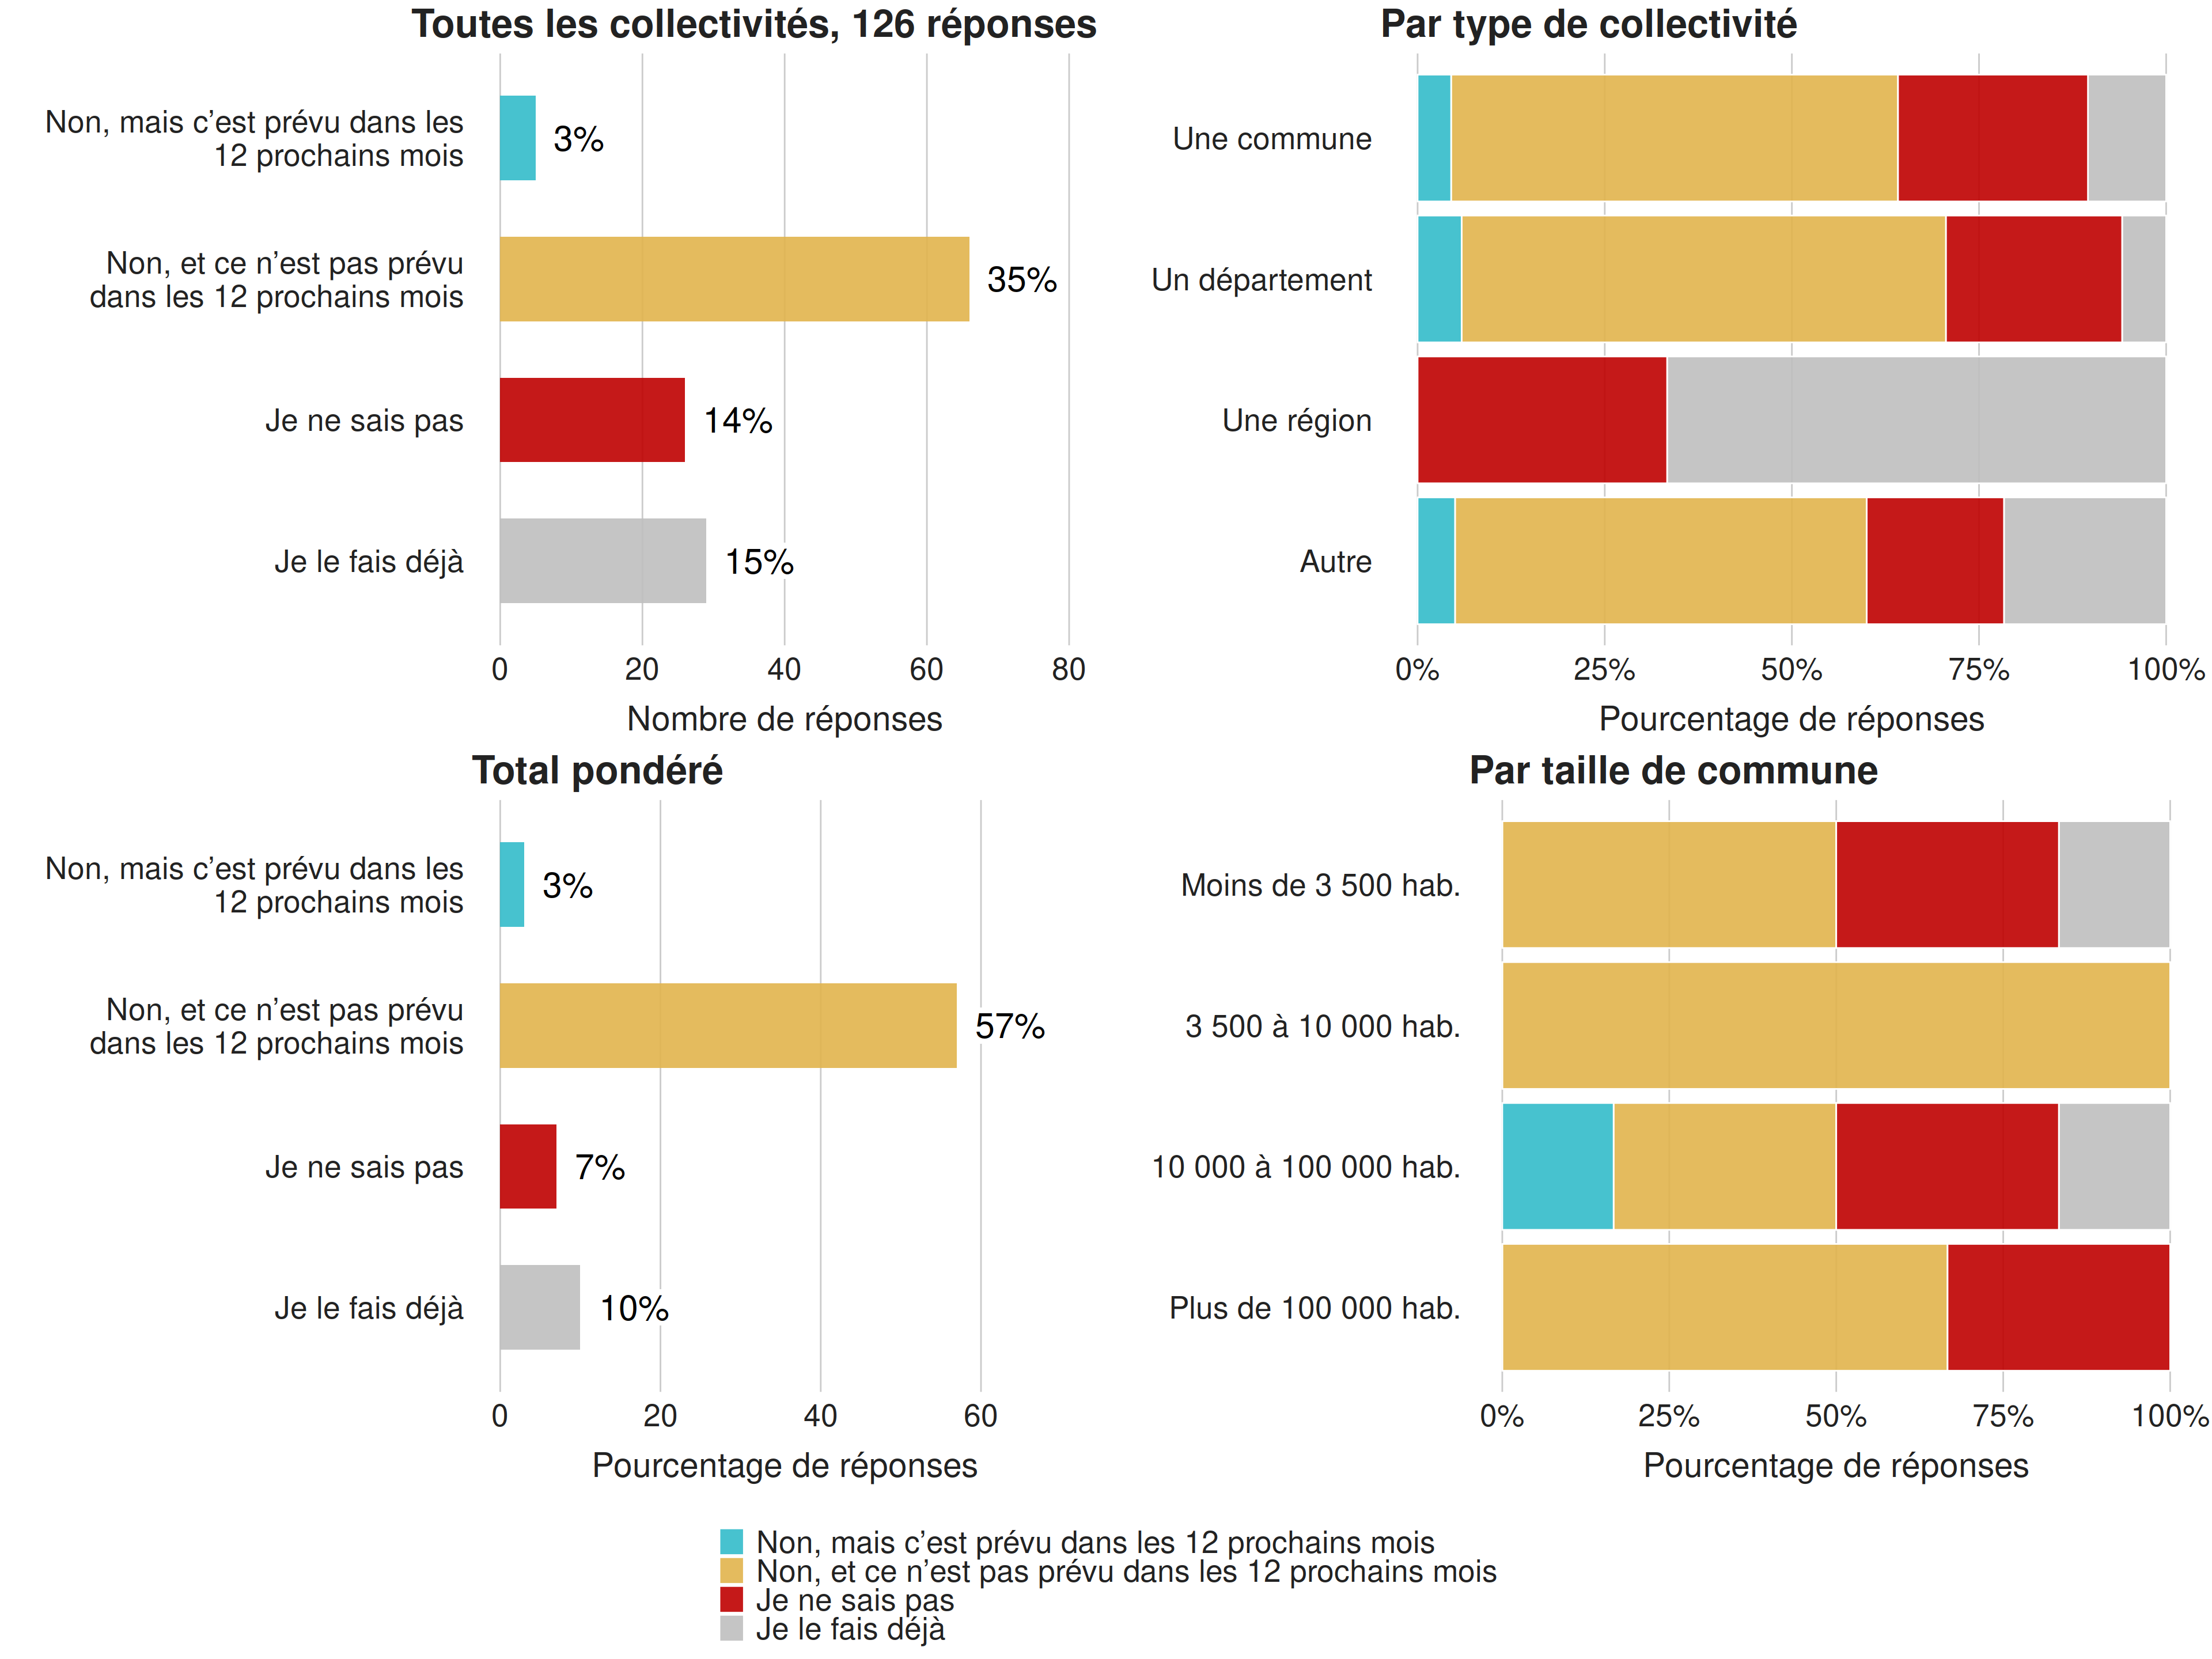 Toutes les collectivités, 126 réponses
Non, mais c’est prévu dans les
12 prochains mois
3%
Non, et ce n’est pas prévu
dans les 12 prochains mois
35%
Je ne sais pas
14%
Je le fais déjà
15%
0 20 40 60 80
Nombre de réponses
Par type de collectivité
Une commune
Un département
Une région
Autre
0% 25% 50% 75% 100%
Pourcentage de réponses
Total pondéré
Non, mais c’est prévu dans les
12 prochains mois
3%
Non, et ce n’est pas prévu
dans les 12 prochains mois
57%
Je ne sais pas
7%
Je le fais déjà
10%
0 20 40 60
Pourcentage de réponses
Par taille de commune
Moins de 3 500 hab.
3 500 à 10 000 hab.
10 000 à 100 000 hab.
Plus de 100 000 hab.
0% 25% 50% 75% 100%
Pourcentage de réponses
Non, mais c’est prévu dans les 12 prochains mois
Non, et ce n’est pas prévu dans les 12 prochains mois
Je ne sais pas
Je le fais déjà